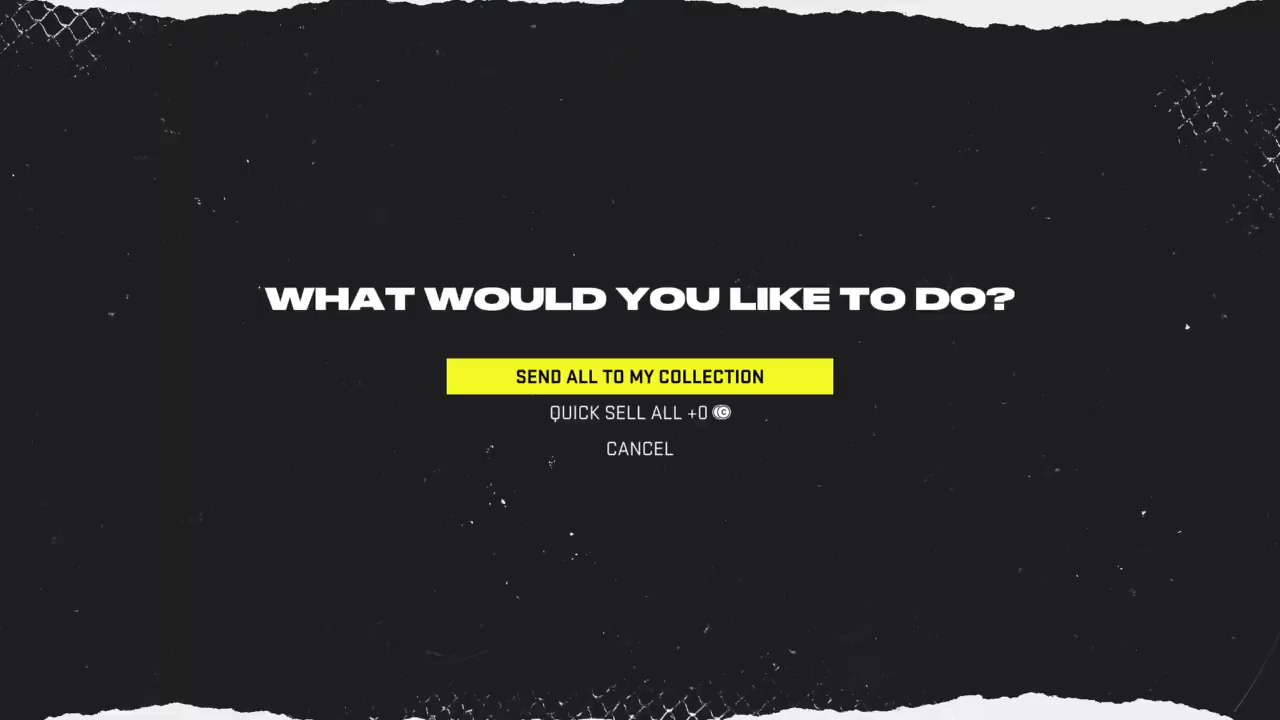 WHAT WOULD YOU LIKE TO DO?
SEND ALL TO MY COLLECTION
QUICK SELL ALL +0
CANCEL